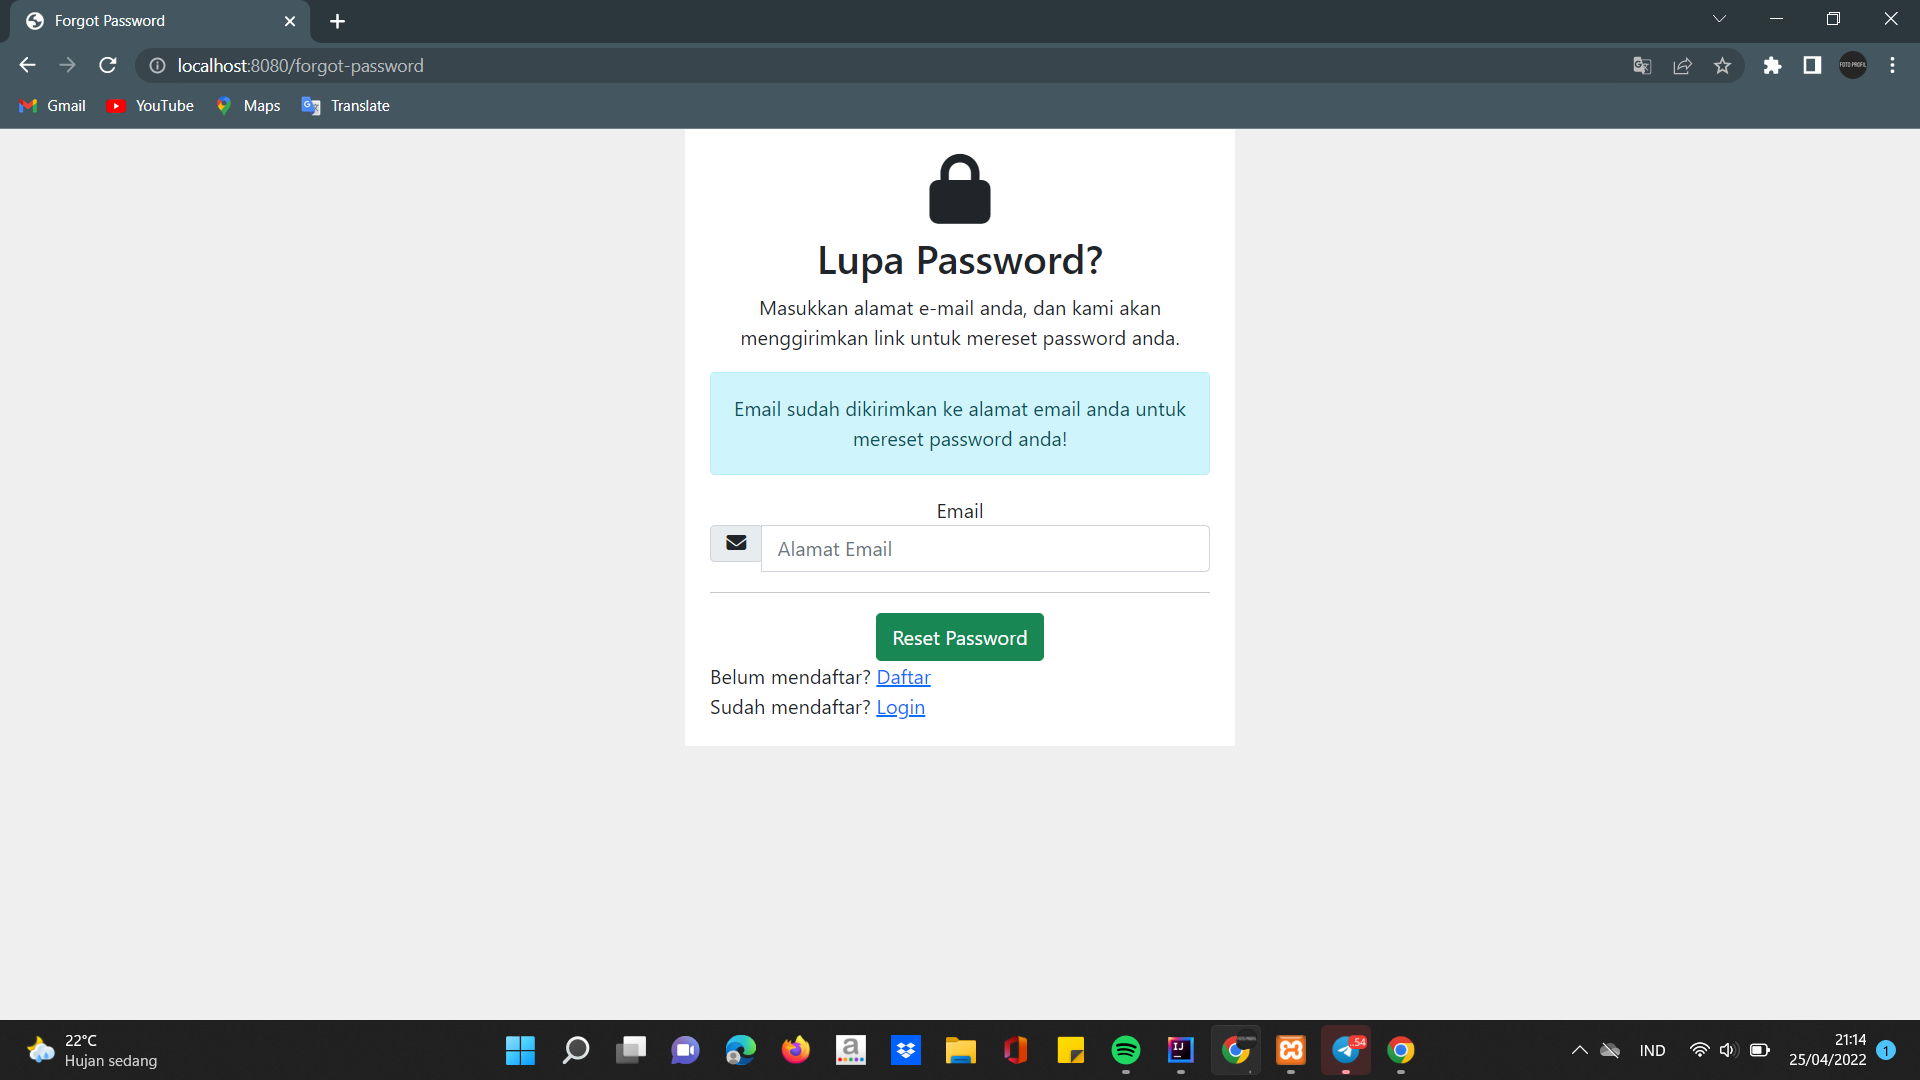 Forgot Password
localhost:8080/forgot-password
FOTO PROFIL
Gmail
YouTube
Maps
Translate
Lupa Password?
Masukkan alamat e-mail anda, dan kami akan
menggirimkan link untuk mereset password anda.
Email sudah dikirimkan ke alamat email anda untuk
mereset password anda!
Email
Alamat Email
Reset Password
Belum mendaftar? Daftar
Sudah mendaftar? Login
22°C
Hujan sedang
a
IJ
54
IND
21:14
25/04/2022
1